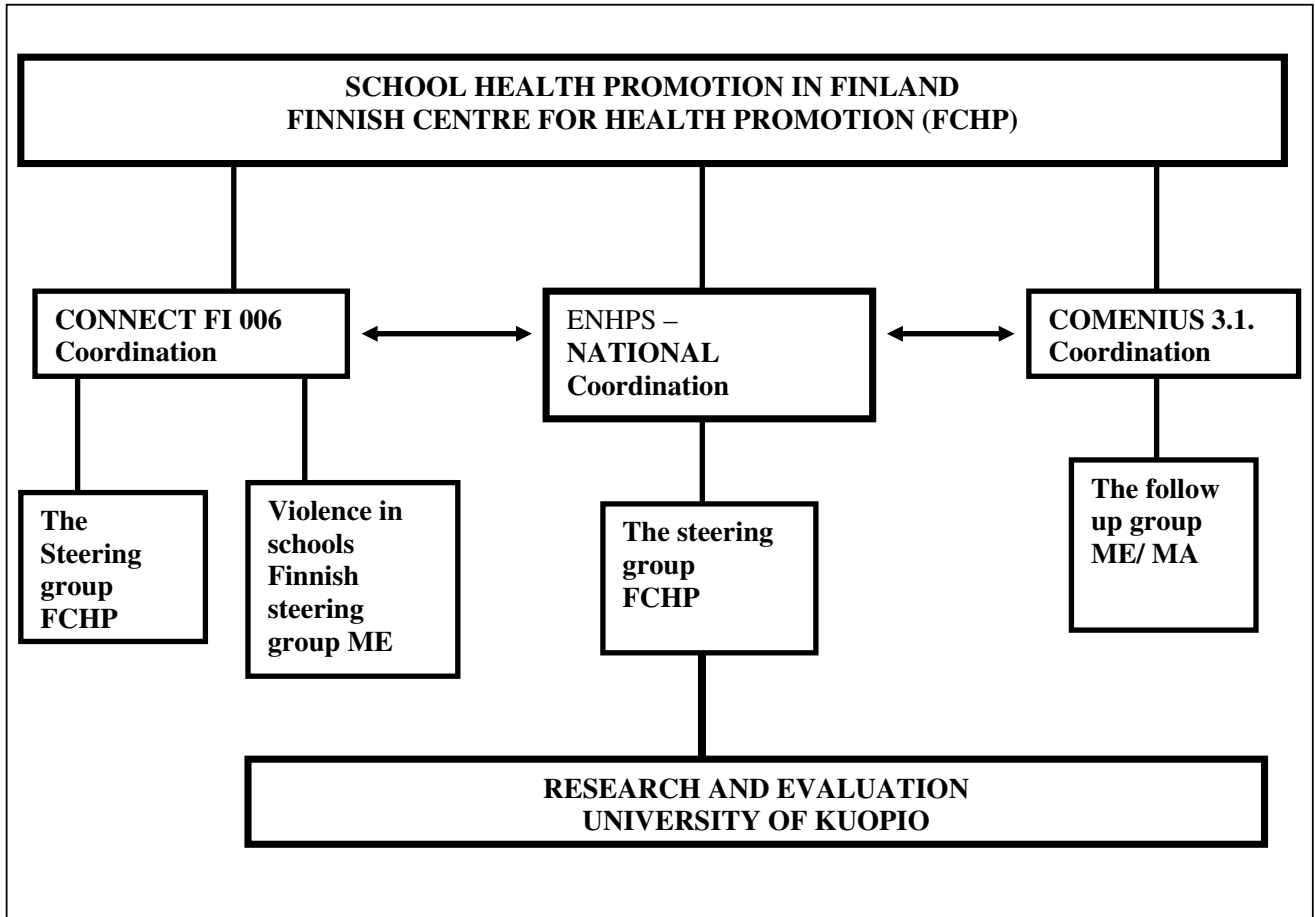 SCHOOL HEALTH PROMOTION IN FINLAND
FINNISH CENTRE FOR HEALTH PROMOTION (FCHP)
CONNECT FI 006
Coordination
ENHPS –
NATIONAL
Coordination
COMENIUS 3.1.
Coordination
The
Steering
group
FCHP
Violence in
schools
Finnish
steering
group ME
The steering
group
FCHP
The follow
up group
ME/ MA
RESEARCH AND EVALUATION
UNIVERSITY OF KUOPIO